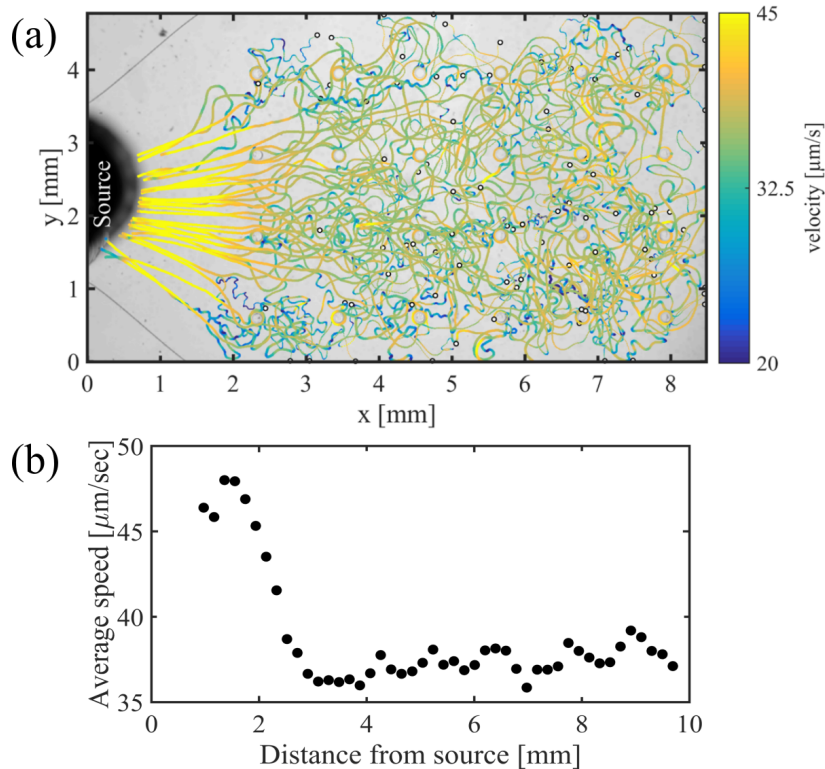 (a)
4
3
2
1
0
y [mm]
Source
0 1 2 3 4 5 6 7 8
x [mm]
45
32.5
20
velocity [μm/s]
(b)
50
45
40
35
Average speed [μm/sec]
0 2 4 6 8 10
Distance from source [mm]